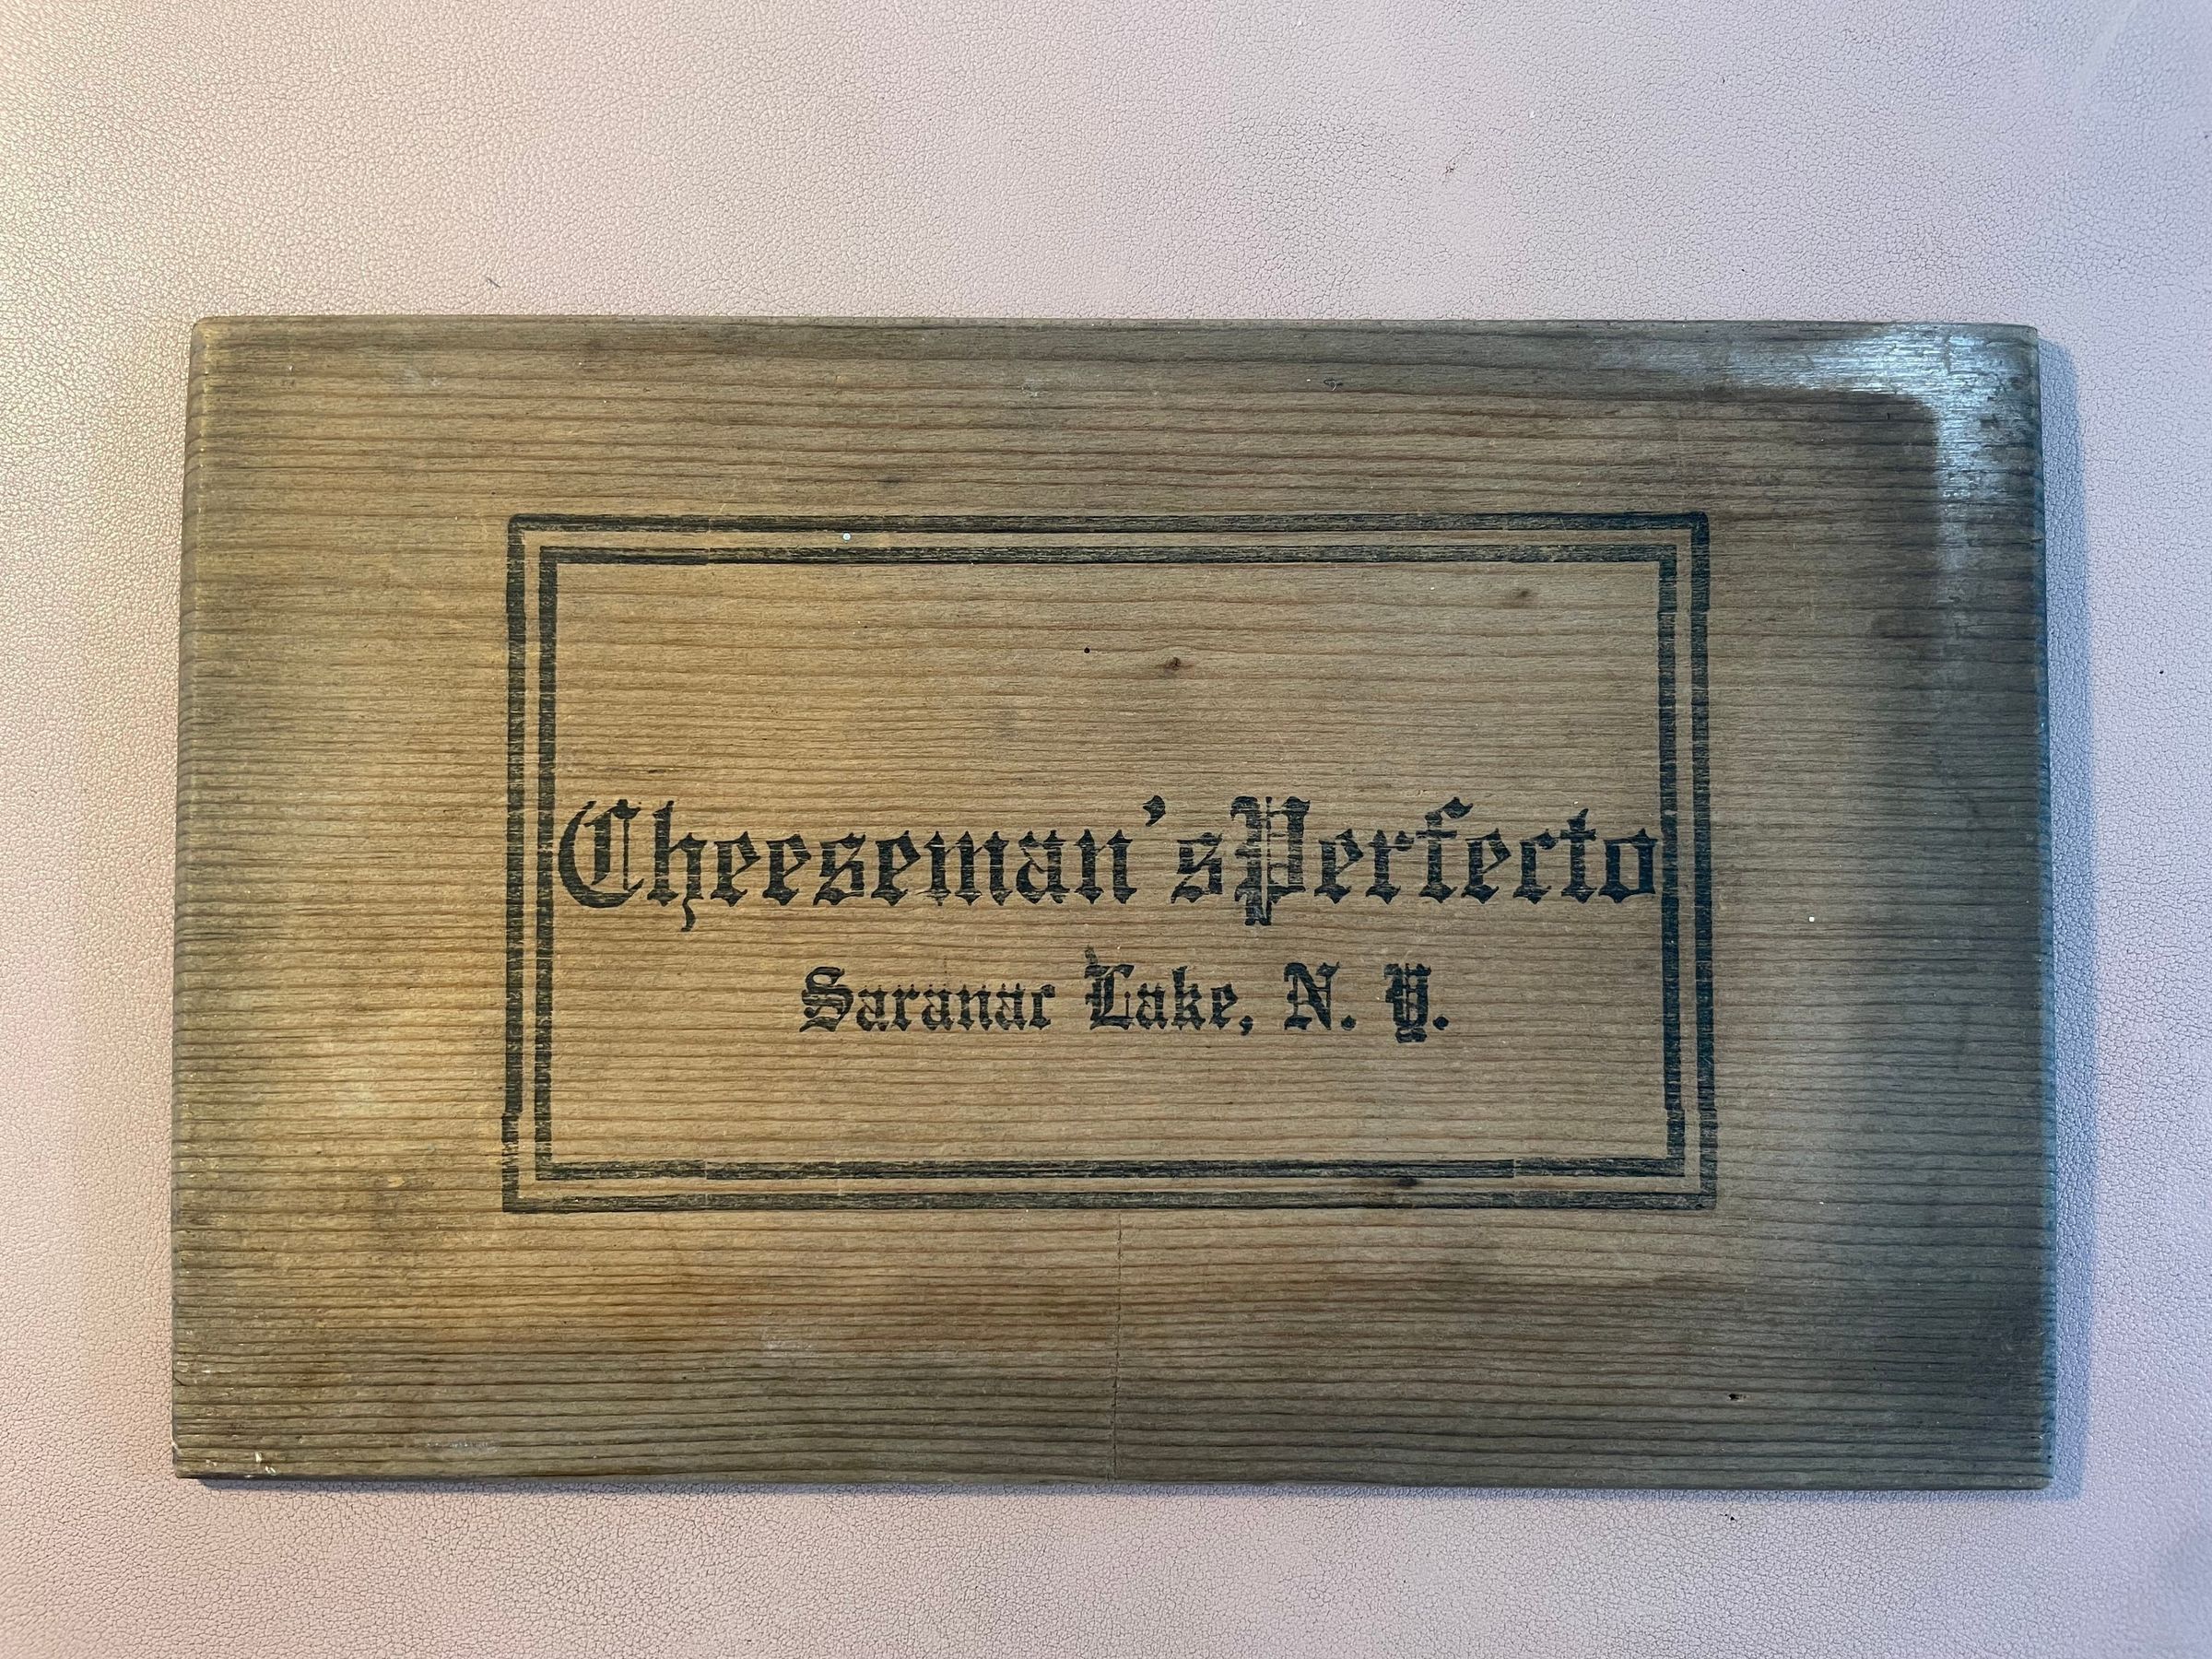 Cheeseman's Perfecto
Saranac Lake, N. Y.